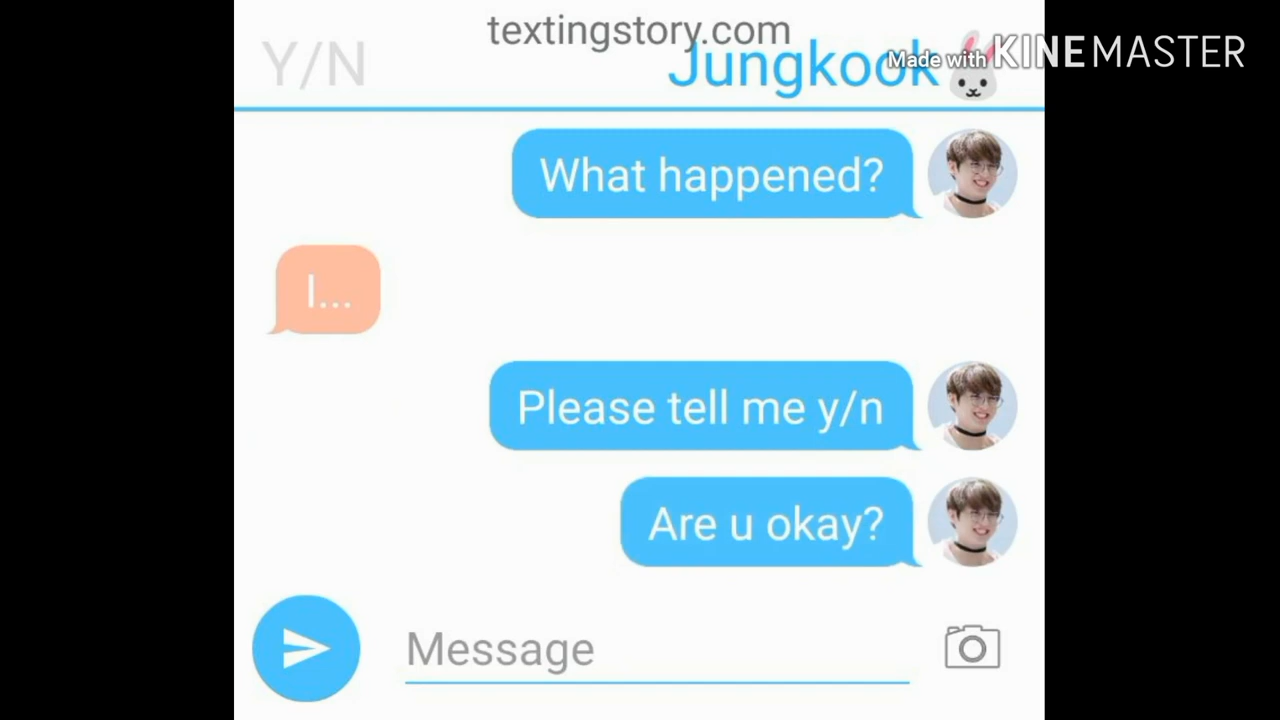 textingstory.com
Y/N
Jungkook
Made with KINEMASTER
What happened?
I...
Please tell me y/n
Are u okay?
Message